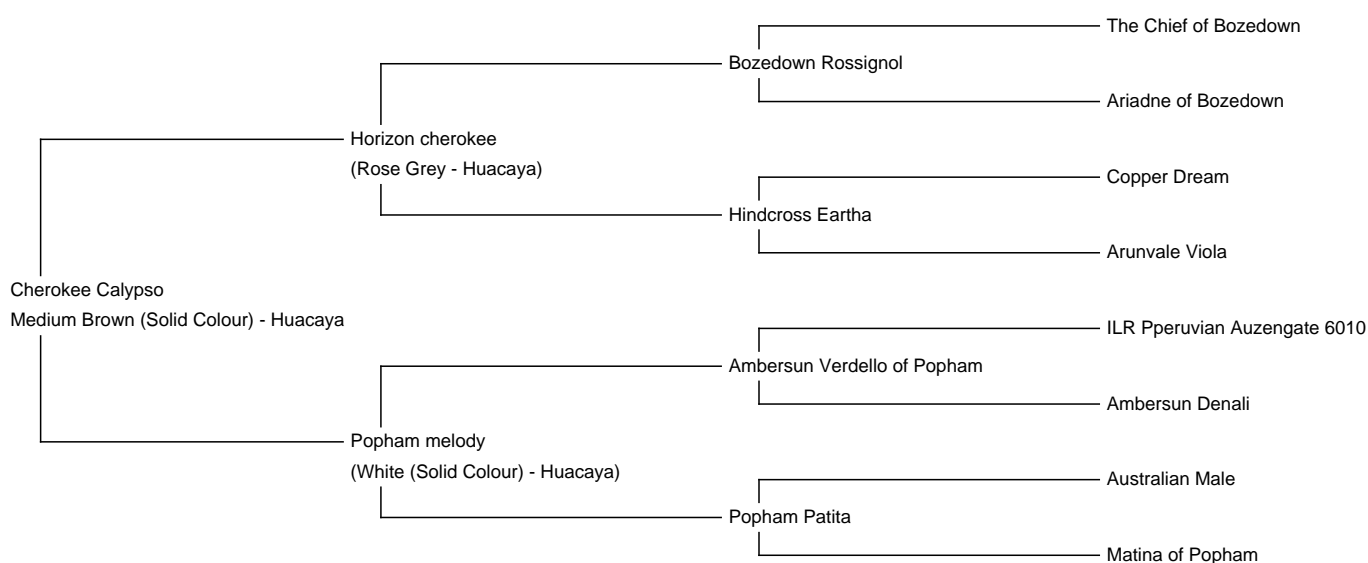 The Chief of Bozedown
Bozedown Rossignol
Ariadne of Bozedown
Horizon cherokee
(Rose Grey - Huacaya)
Copper Dream
Hindcross Eartha
Arunvale Viola
Cherokee Calypso
Medium Brown (Solid Colour) - Huacaya
ILR Pperuvian Auzengate 6010
Ambersun Verdello of Popham
Ambersun Denali
Popham melody
(White (Solid Colour) - Huacaya)
Australian Male
Popham Patita
Matina of Popham